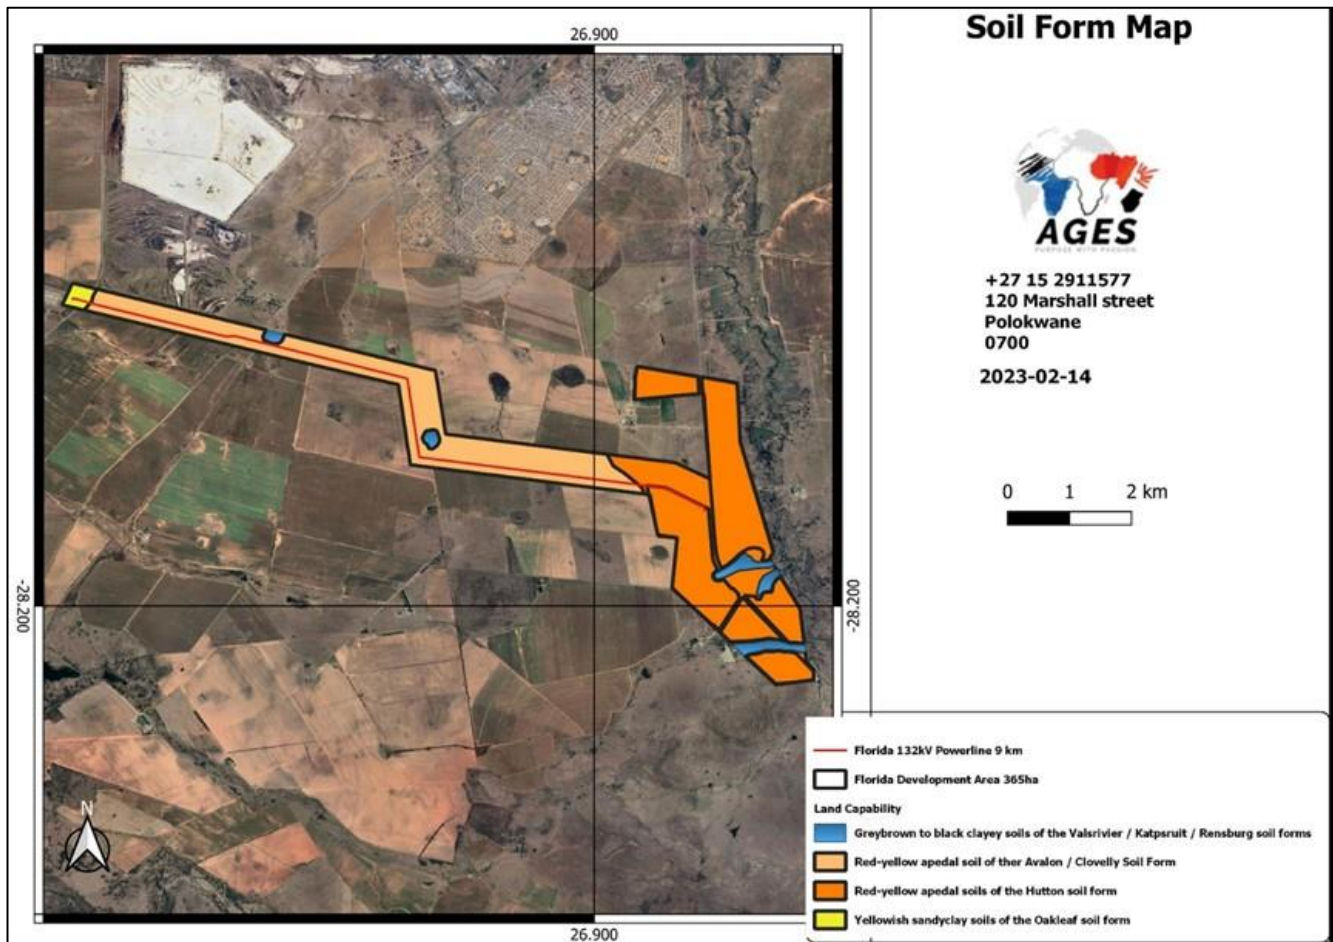 Soil Form Map
26.900
AGES
PURPOSE WITH PASSION
+27 15 2911577
120 Marshall street
Polokwane
0700
2023-02-14
0 1 2 km
-28.200
-28.200
N
26.900
Florida 132kV Powerline 9 km
Florida Development Area 365ha
Land Capability
Greybrown to black clayey soils of the Valsrivier / Katpsruit / Rensburg soil forms
Red-yellow apedal soil of ther Avalon / Clovelly Soil Form
Red-yellow apedal soils of the Hutton soil form
Yellowish sandyclay soils of the Oakleaf soil form